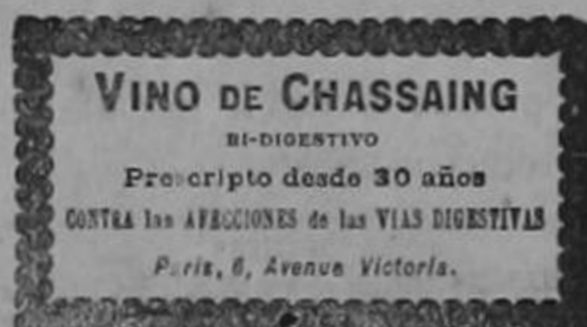 VINO DE CHASSAING
BI-DIGESTIVO
Prescripto desde 30 años
CONTRA las AFECCIONES de las VIAS DIGESTIVAS
Paris, 6, Avenue Victoria.